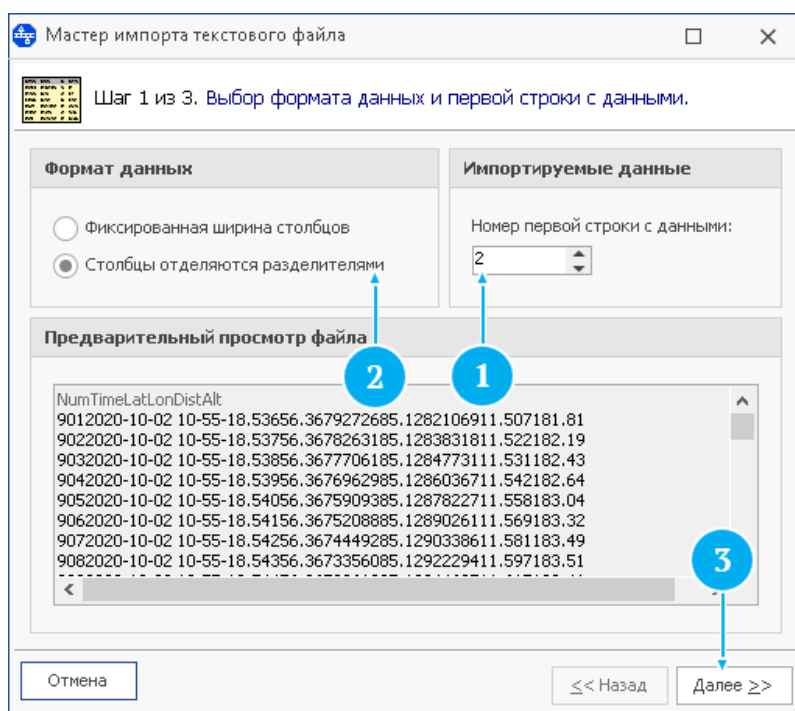 Мастер импорта текстового файла
Шаг 1 из 3. Выбор формата данных и первой строки с данными.
Формат данных
Фиксированная ширина столбцов
Столбцы отделяются разделителями
Импортируемые данные
Номер первой строки с данными:
2
1
2
Предварительный просмотр файла
NumTimeLatLonDistAlt
9012020-10-02 10-55-18.53656.3679272685.1282106911.507181.81
9022020-10-02 10-55-18.53756.3678263185.1283831811.522182.19
9032020-10-02 10-55-18.53856.3677706185.1284773111.531182.43
9042020-10-02 10-55-18.53956.3676962985.1286036711.542182.64
9052020-10-02 10-55-18.54056.3675909385.1287822711.558183.04
9062020-10-02 10-55-18.54156.3675208885.1289026111.569183.32
9072020-10-02 10-55-18.54256.3674449285.1290338611.581183.49
9082020-10-02 10-55-18.54356.3673356085.1292229411.597183.51
3
Отмена
<< Назад
Далее >>